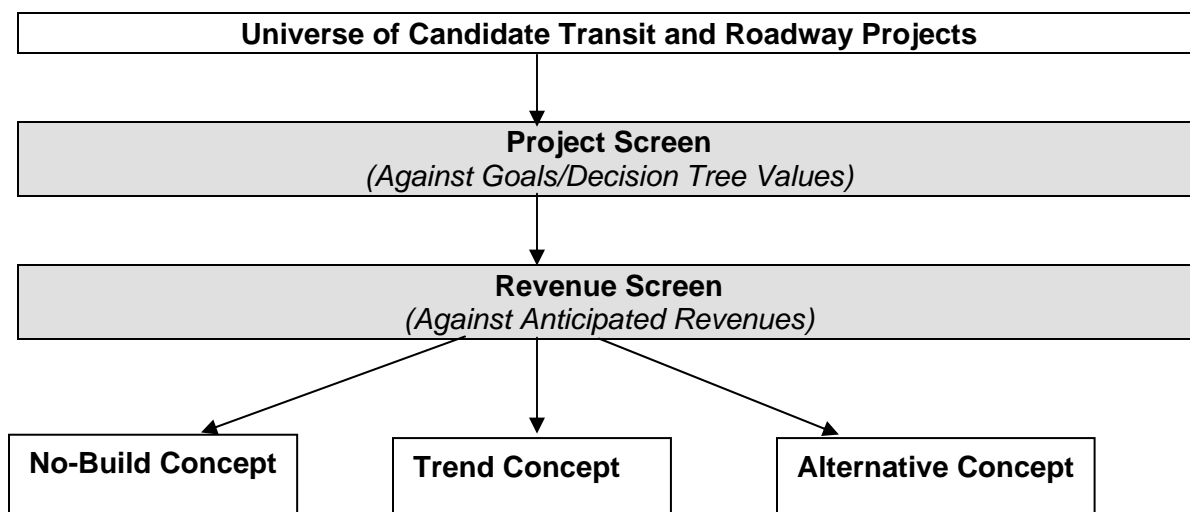 Universe of Candidate Transit and Roadway Projects
Project Screen
(Against Goals/Decision Tree Values)
Revenue Screen
(Against Anticipated Revenues)
No-Build Concept
Trend Concept
Alternative Concept